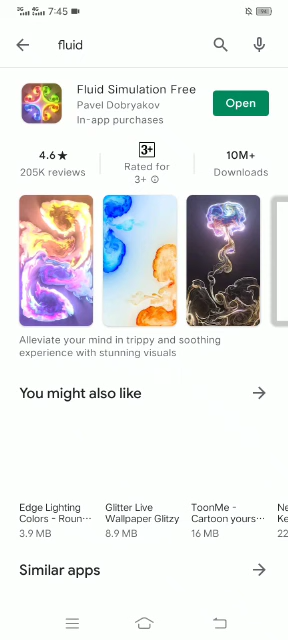 3G 4G 7:45
fluid
Fluid Simulation Free
Pavel Dobryakov
In-app purchases
Open
4.6★
205K reviews
3+
Rated for
3+
10M+
Downloads
Alleviate your mind in trippy and soothing
experience with stunning visuals
You might also like
Edge Lighting
Colors - Roun···
3.9 MB
Glitter Live
Wallpaper Glitzy
8.9 MB
ToonMe -
Cartoon yours···
16 MB
Similar apps